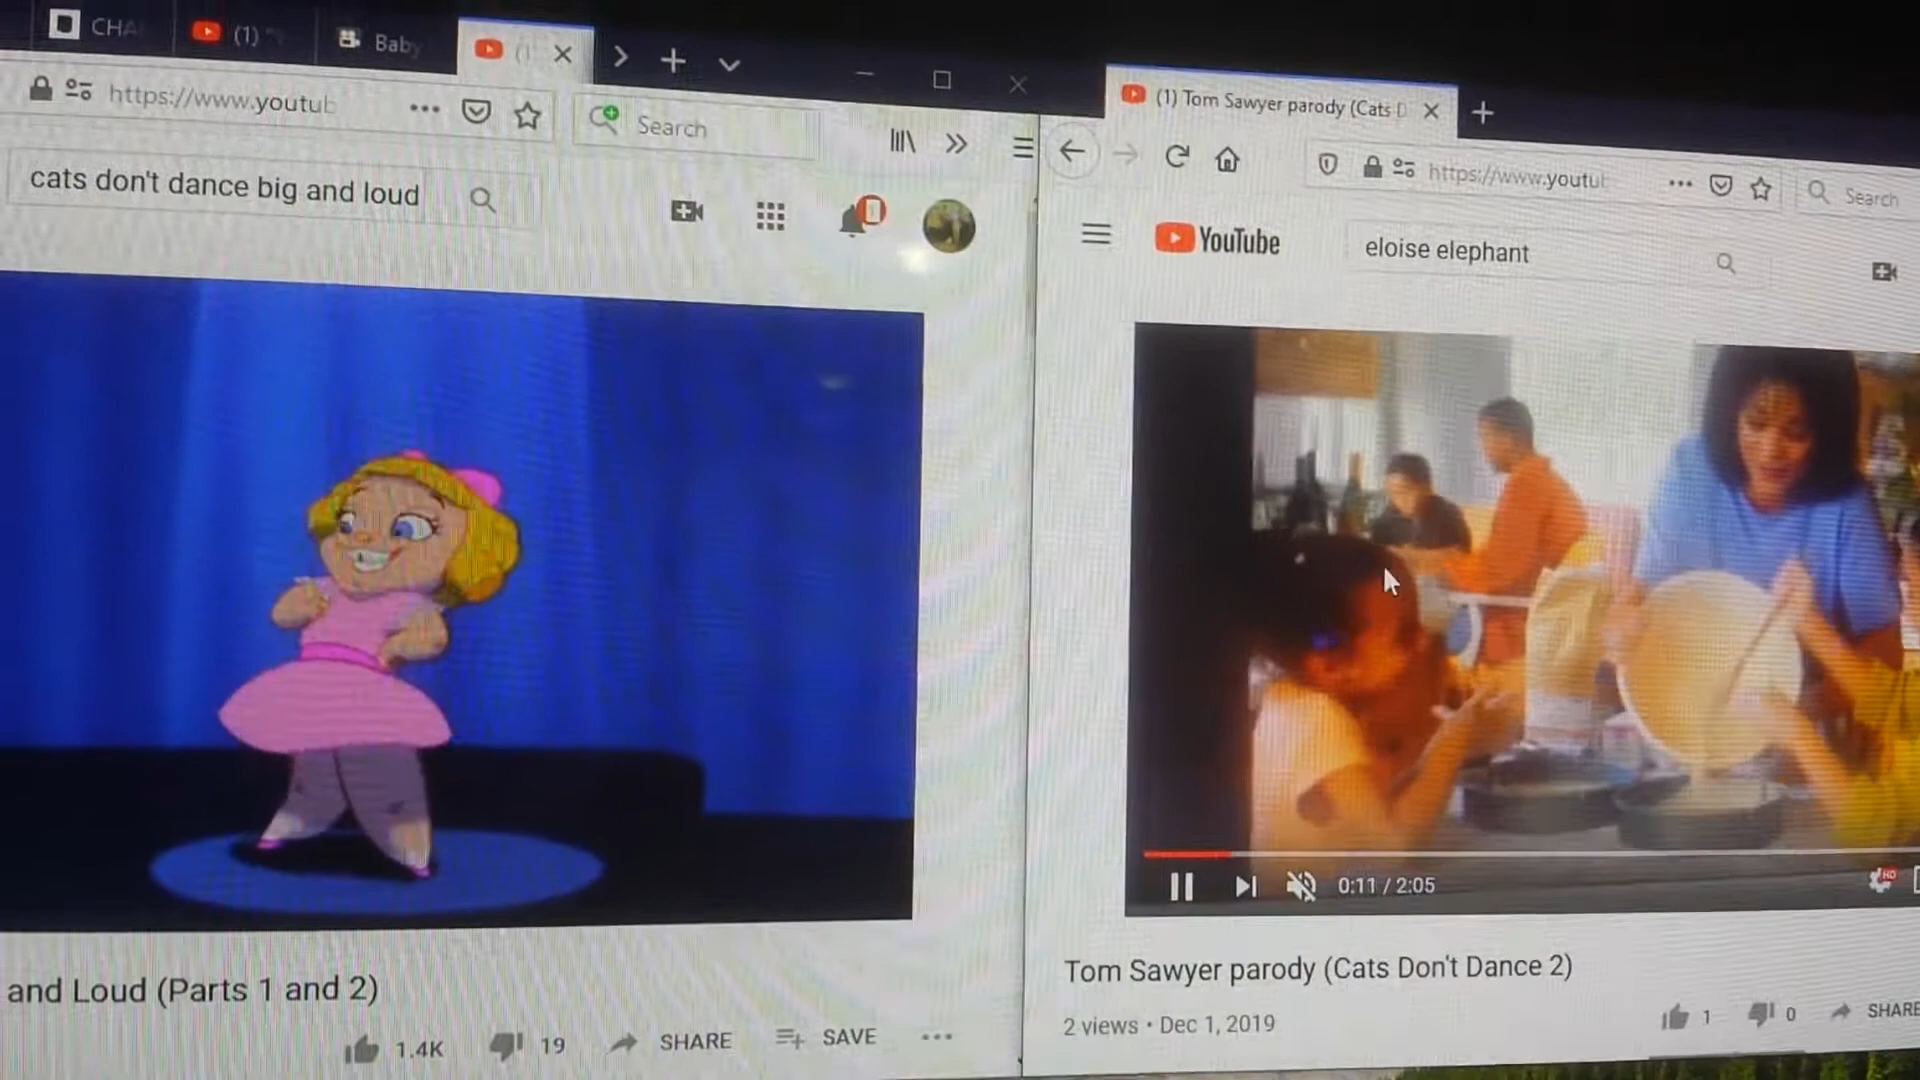 (1)
Baby
https://www.youtub
Search
cats don't dance big and loud
and Loud (Parts 1 and 2)
1.4K
19
SHARE
SAVE
(1) Tom Sawyer parody (Cats D
https://www.youtu
Search
YouTube
eloise elephant
0:11 / 2:05
HD
Tom Sawyer parody (Cats Don't Dance 2)
2 views • Dec 1, 2019
1
0
SHARE